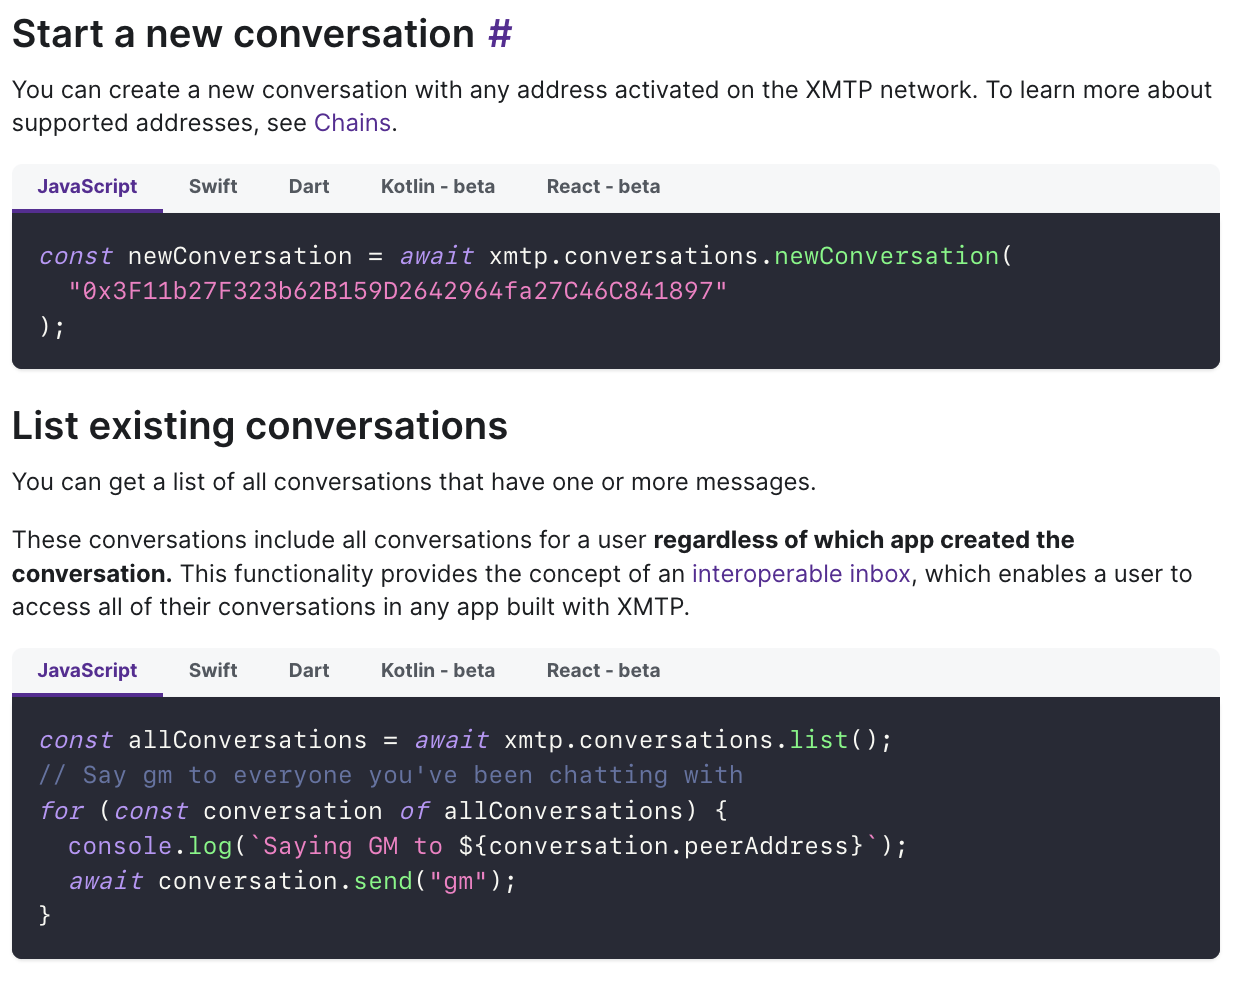 Start a new conversation #
You can create a new conversation with any address activated on the XMTP network. To learn more about
supported addresses, see Chains.
JavaScript Swift Dart Kotlin - beta React - beta
const newConversation = await xmtp.conversations.newConversation(
  "0x3F11b27F323b62B159D2642964fa27C46C841897"
);
List existing conversations
You can get a list of all conversations that have one or more messages.
These conversations include all conversations for a user regardless of which app created the
conversation. This functionality provides the concept of an interoperable inbox, which enables a user to
access all of their conversations in any app built with XMTP.
JavaScript Swift Dart Kotlin - beta React - beta
const allConversations = await xmtp.conversations.list();
// Say gm to everyone you've been chatting with
for (const conversation of allConversations) {
  console.log(`Saying GM to ${conversation.peerAddress}`);
  await conversation.send("gm");
}